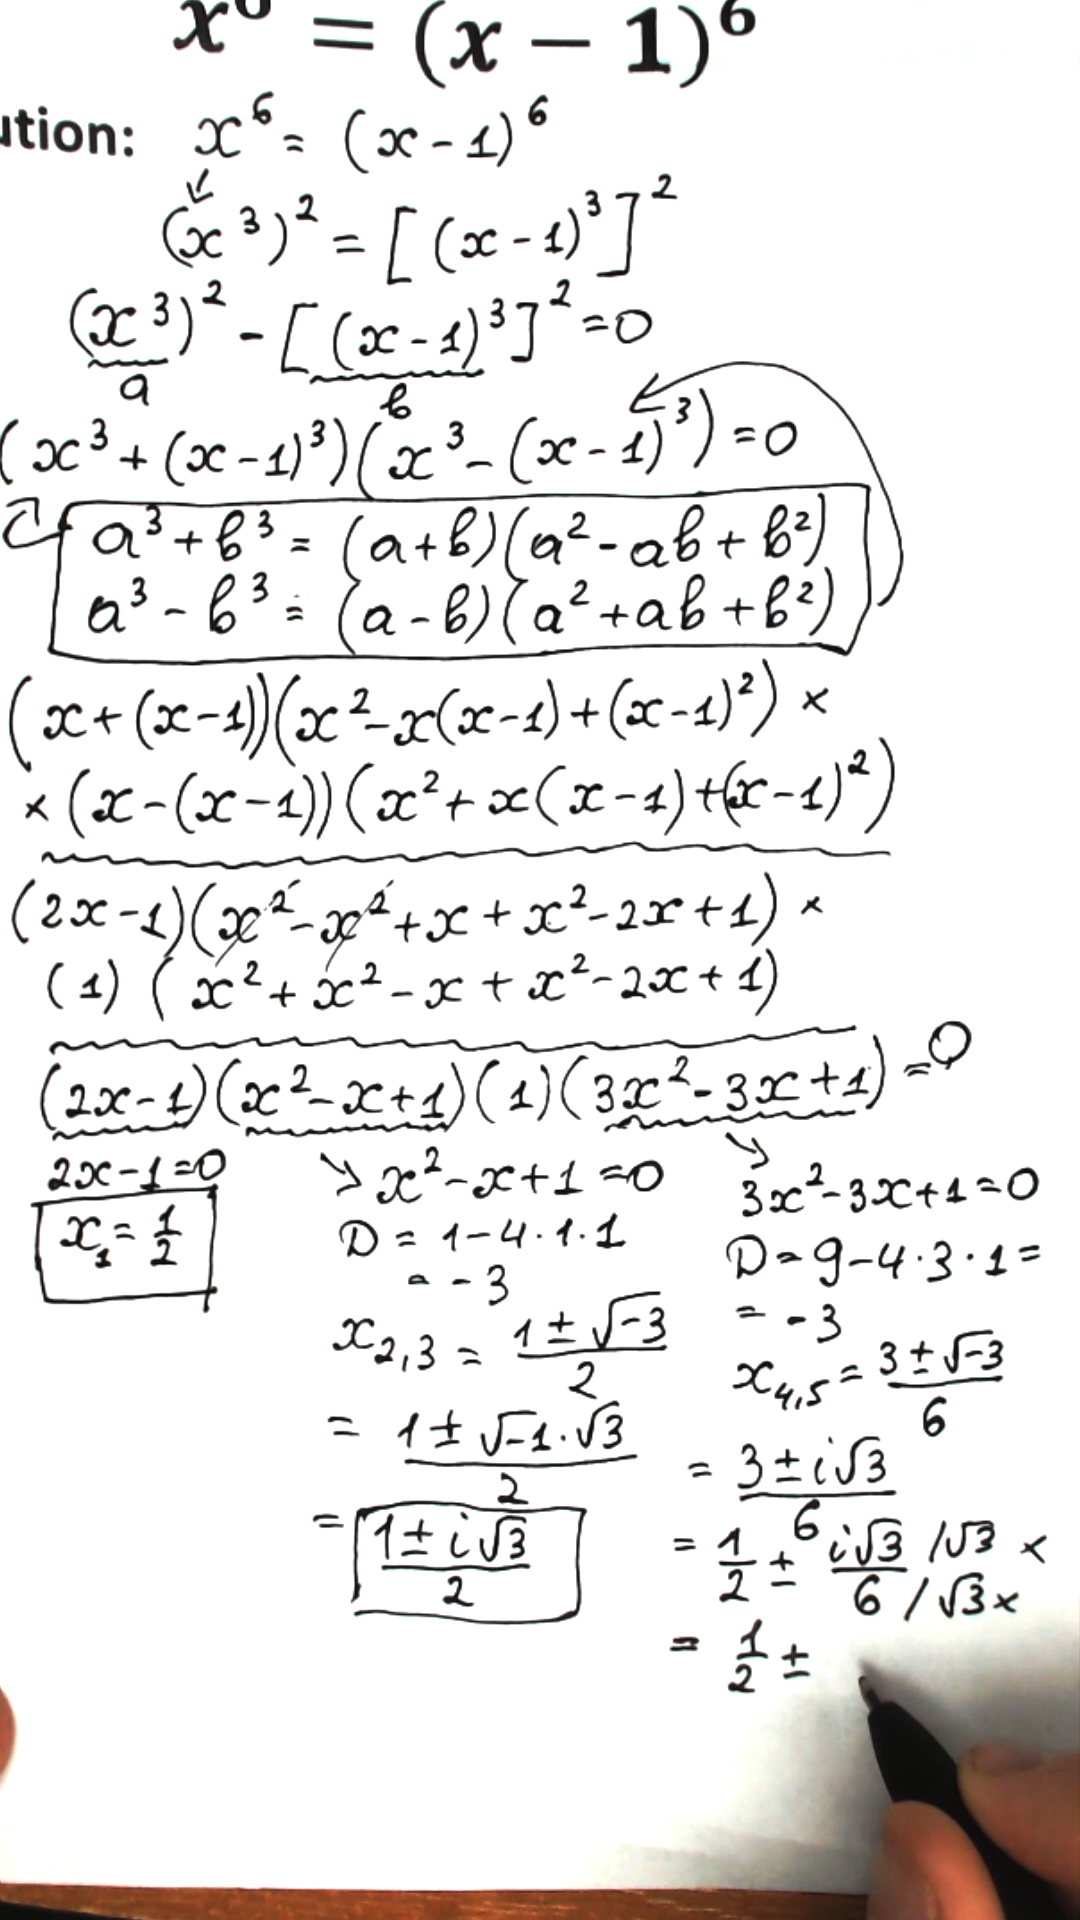 x⁶ = (x − 1)⁶
ution: x⁶ = (x - 1)⁶
(x³)² = [(x - 1)³]²
(x³)² - [(x - 1)³]² = 0
a b
(x³ + (x - 1)³)(x³ - (x - 1)³) = 0
a³ + b³ = (a + b)(a² - ab + b²)
a³ - b³ = (a - b)(a² + ab + b²)
(x + (x - 1))(x² - x(x - 1) + (x - 1)²) ×
× (x - (x - 1))(x² + x(x - 1) + (x - 1)²)
(2x - 1)(x² - x² + x + x² - 2x + 1) ×
(1) (x² + x² - x + x² - 2x + 1)
(2x - 1)(x² - x + 1)(1)(3x² - 3x + 1) = 0
2x - 1 = 0
x₁ = 1/2
x² - x + 1 = 0
D = 1 - 4 · 1 · 1
= -3
x₂,₃ = (1 ± √-3)/2
= (1 ± √-1 · √3)/2
= (1 ± i√3)/2
3x² - 3x + 1 = 0
D = 9 - 4 · 3 · 1 =
= -3
x₄,₅ = (3 ± √-3)/6
= (3 ± i√3)/6
= 1/2 ± i√3/6 /√3 × /√3 ×
= 1/2 ±